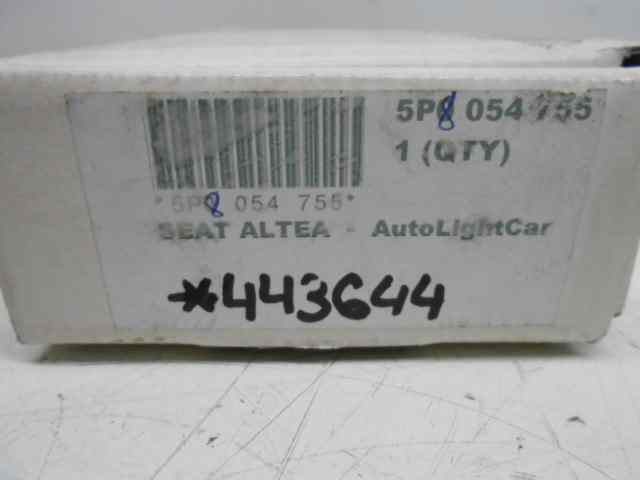 5P8 054 755
1 (QTY)
*5P8 054 755*
SEAT ALTEA - AutoLightCar
*443644